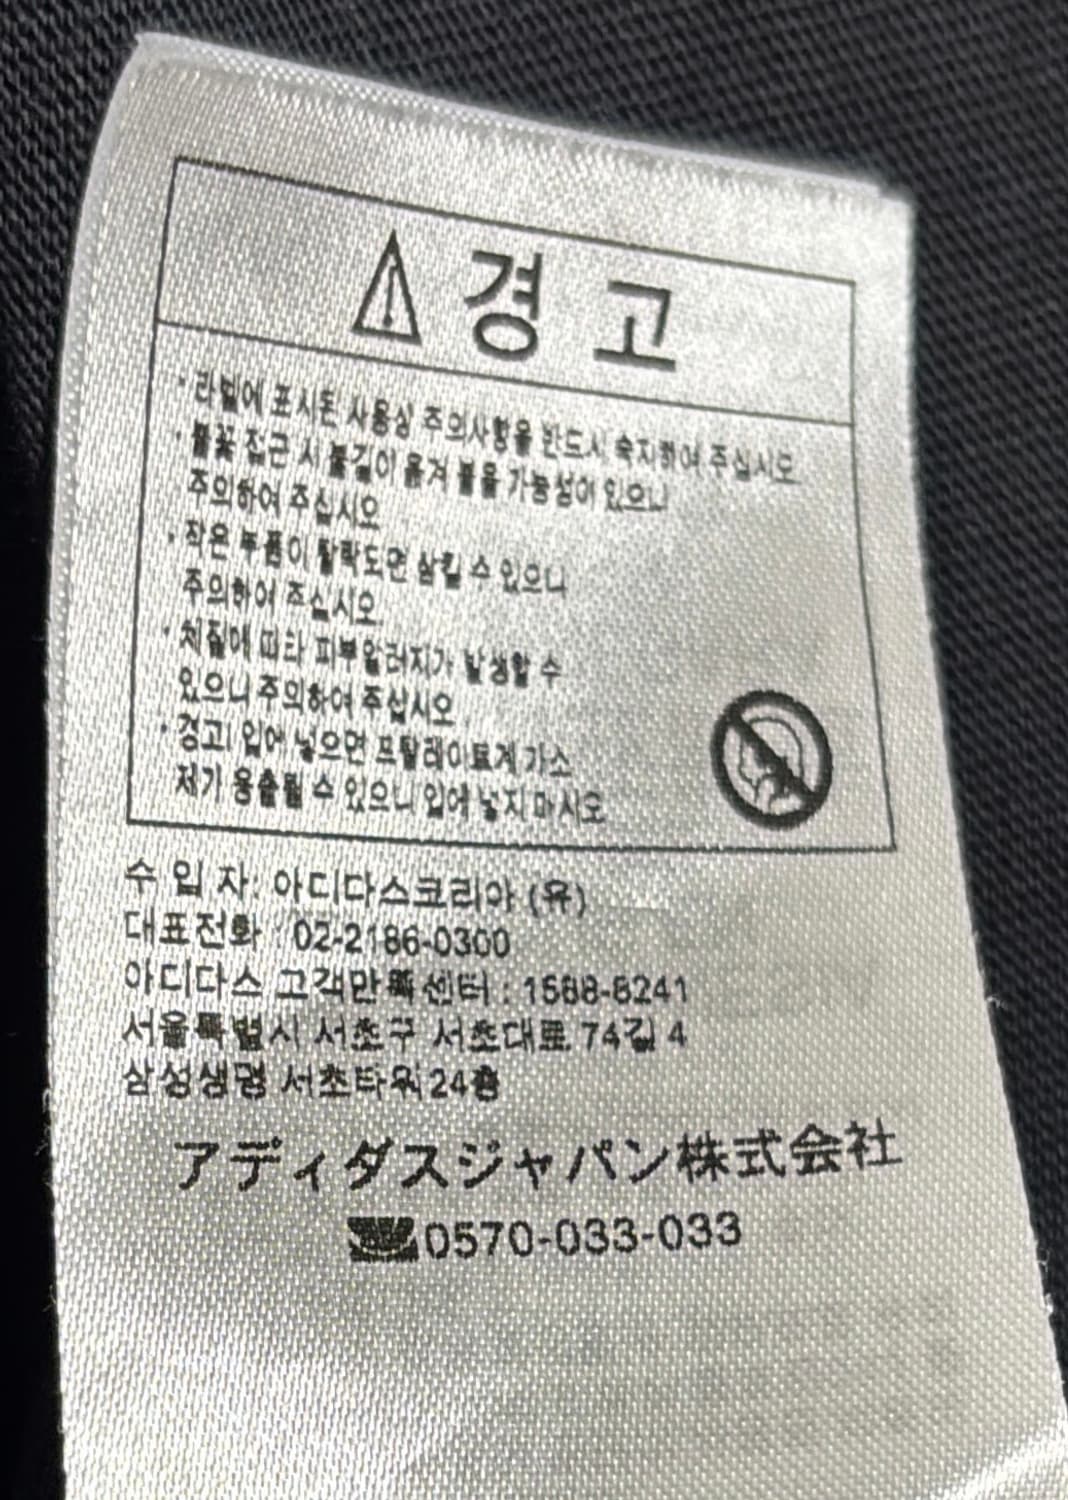 경 고
· 라벨에 표시된 사용상 주의사항을 반드시 숙지하여 주십시오
· 불꽃 접근 시 불길이 옮겨 붙을 가능성이 있으니
주의하여 주십시오
· 작은 부품이 탈락되면 삼킬 수 있으니
주의하여 주십시오
· 체질에 따라 피부알러지가 발생할 수
있으니 주의하여 주십시오
· 경고! 입에 넣으면 프탈레이트계 가소
제가 용출될 수 있으니 입에 넣지 마시오
수 입 자: 아디다스코리아 (유)
대표전화 : 02-2186-0300
아디다스 고객만족센터 : 1588-8241
서울특별시 서초구 서초대로 74길 4
삼성생명 서초타워 24층
アディダスジャパン株式会社
0570-033-033